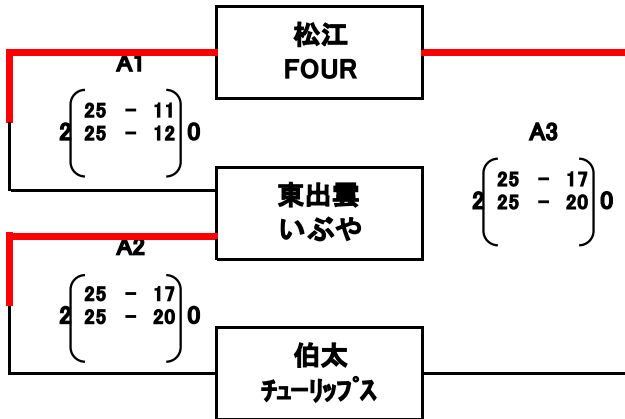 松江
FOUR
A1
25 - 11
2 25 - 12 0
東出雲
いぶや
A3
25 - 17
2 25 - 20 0
A2
25 - 17
2 25 - 20 0
伯太
チューリップス